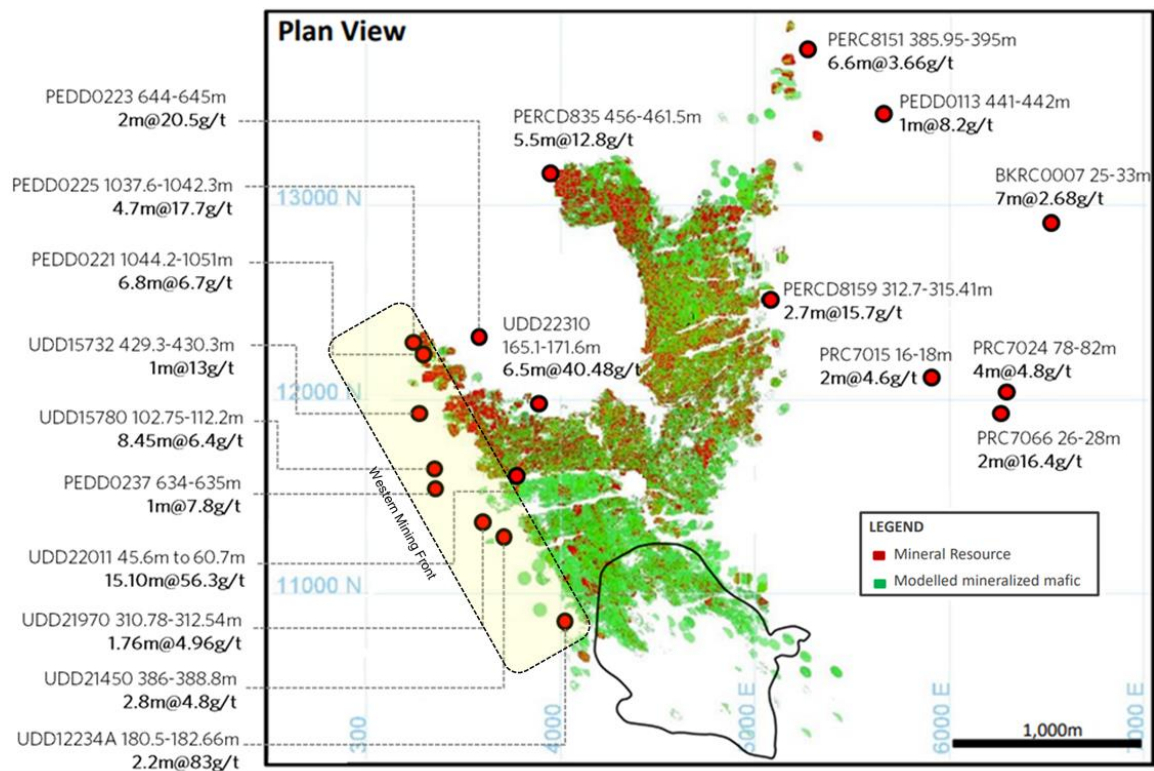 Plan View
PERC8151 385.95-395m
6.6m@3.66g/t
PEDD0113 441-442m
1m@8.2g/t
PEDD0223 644-645m
2m@20.5g/t
PERCD835 456-461.5m
5.5m@12.8g/t
BKRC0007 25-33m
7m@2.68g/t
PEDD0225 1037.6-1042.3m
4.7m@17.7g/t
13000 N
PEDD0221 1044.2-1051m
6.8m@6.7g/t
PERCD8159 312.7-315.41m
2.7m@15.7g/t
UDD22310
165.1-171.6m
6.5m@40.48g/t
UDD15732 429.3-430.3m
1m@13g/t
PRC7015 16-18m
2m@4.6g/t
PRC7024 78-82m
4m@4.8g/t
12000 N
UDD15780 102.75-112.2m
8.45m@6.4g/t
PRC7066 26-28m
2m@16.4g/t
PEDD0237 634-635m
1m@7.8g/t
Western Mining Front
LEGEND
Mineral Resource
Modelled mineralized mafic
UDD22011 45.6m to 60.7m
15.10m@56.3g/t
11000 N
UDD21970 310.78-312.54m
1.76m@4.96g/t
UDD21450 386-388.8m
2.8m@4.8g/t
UDD12234A 180.5-182.66m
2.2m@83g/t
300
4000
5000 E
6000 E
7000 E
1,000m